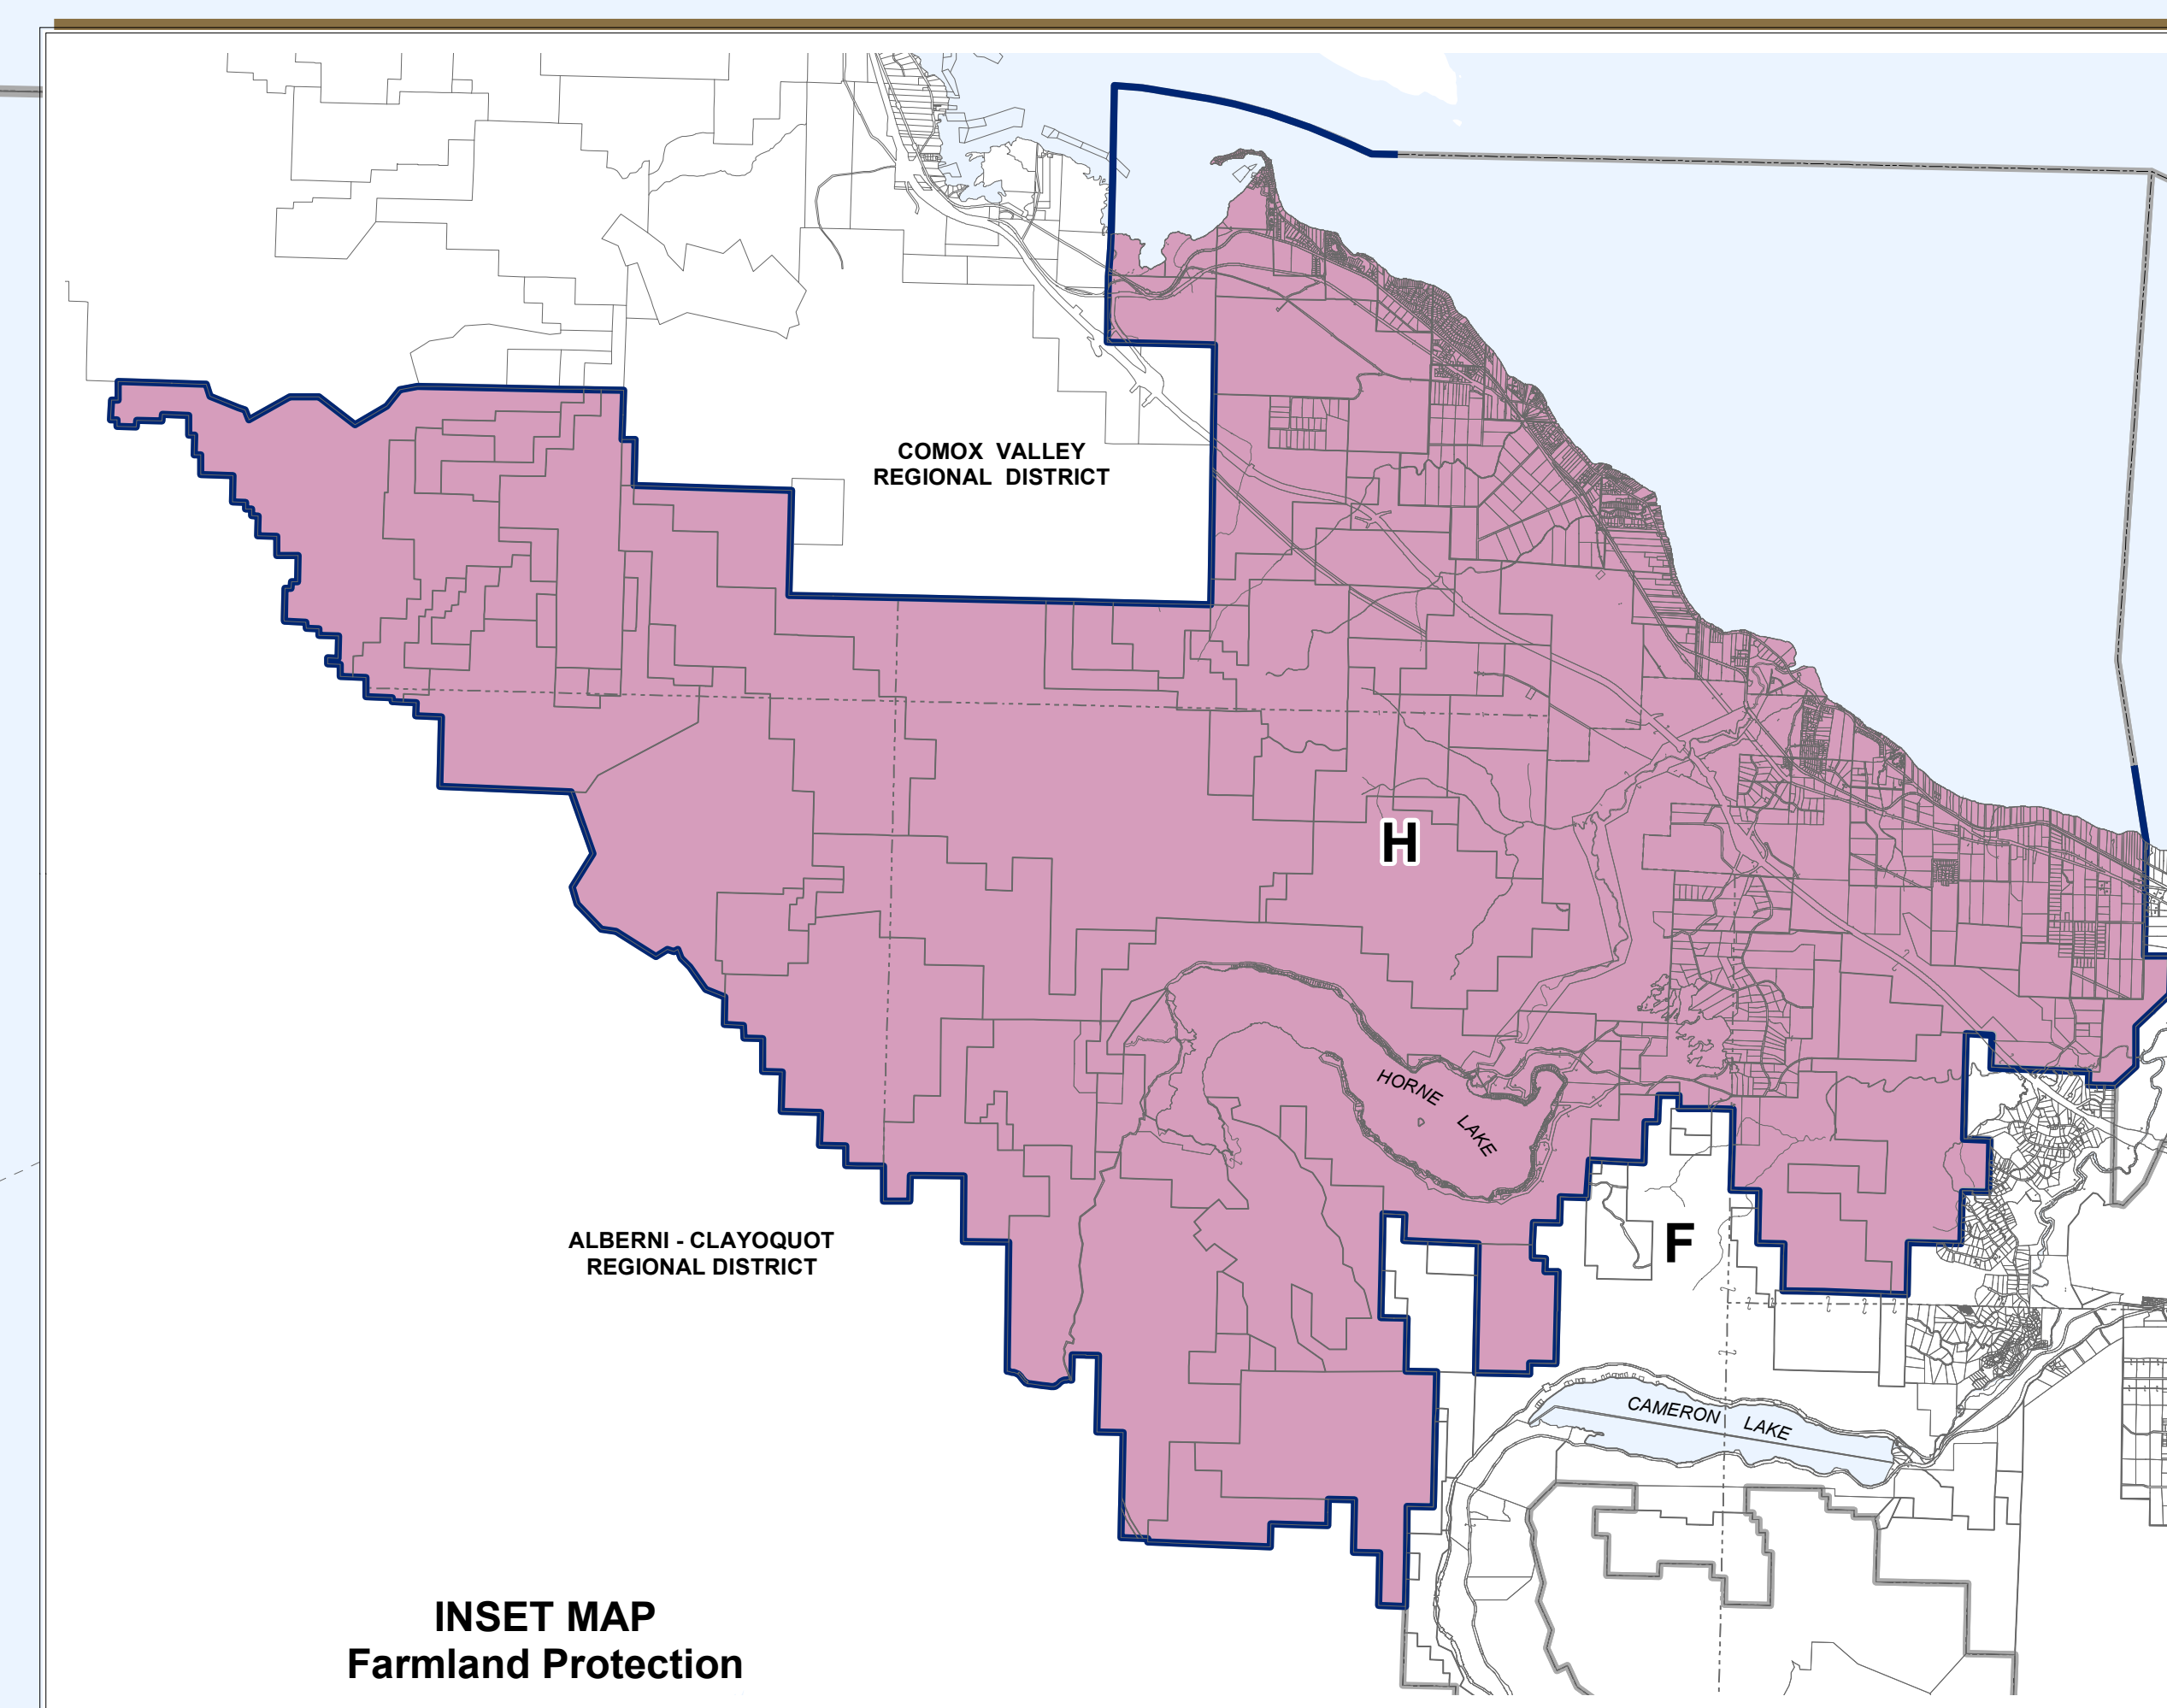 COMOX VALLEY
REGIONAL DISTRICT
H
HORNE
LAKE
ALBERNI - CLAYOQUOT
REGIONAL DISTRICT
F
CAMERON LAKE
INSET MAP
Farmland Protection